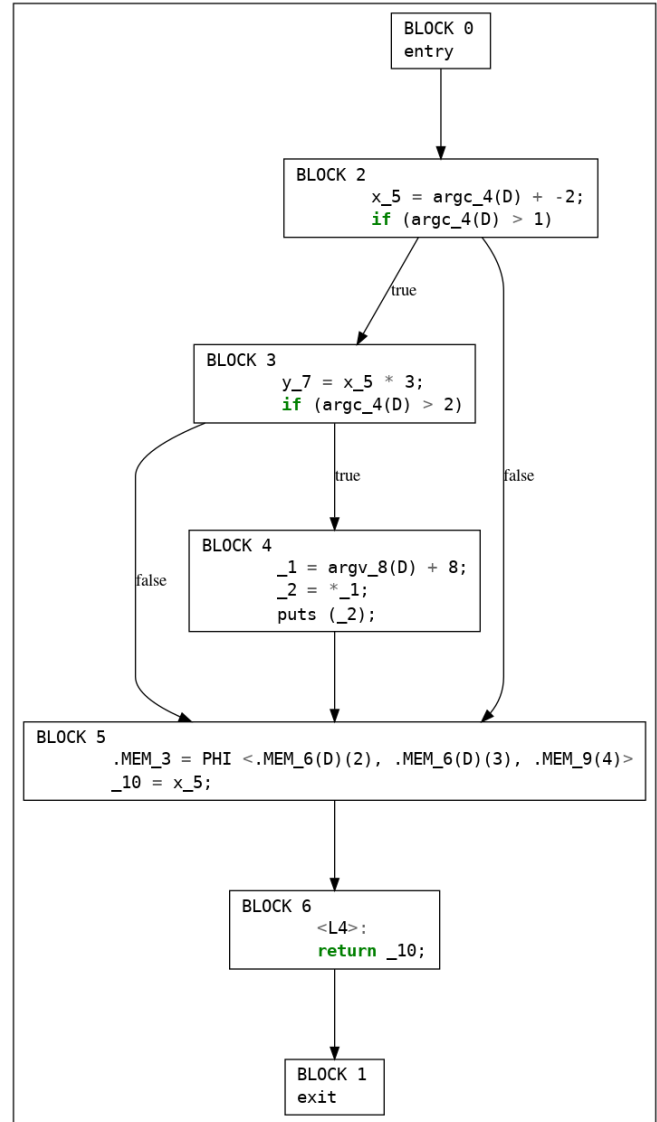 BLOCK 0
entry
BLOCK 2
x_5 = argc_4(D) + -2;
if (argc_4(D) > 1)
true
false
BLOCK 3
y_7 = x_5 * 3;
if (argc_4(D) > 2)
false
true
BLOCK 4
_1 = argv_8(D) + 8;
_2 = *_1;
puts (_2);
BLOCK 5
.MEM_3 = PHI <.MEM_6(D)(2), .MEM_6(D)(3), .MEM_9(4)>
_10 = x_5;
BLOCK 6
<L4>:
return _10;
BLOCK 1
exit